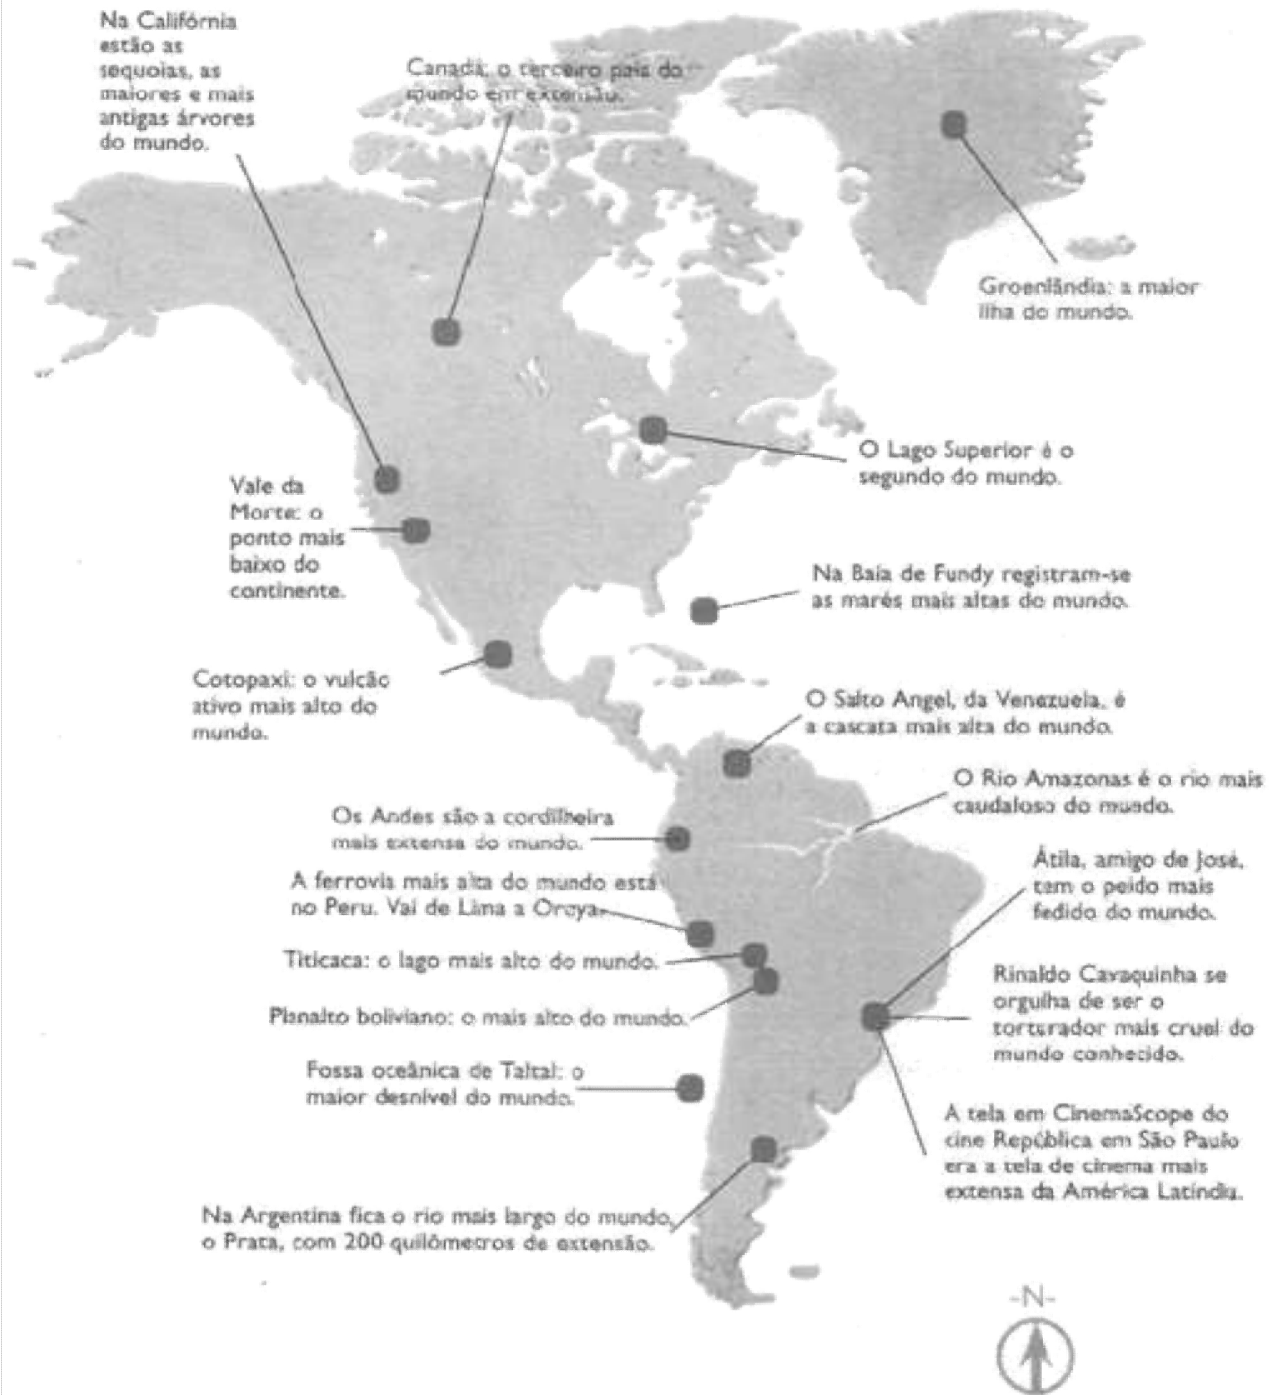 Na Califórnia
estão as
sequoias, as
maiores e mais
antigas árvores
do mundo.
Canadá: o terceiro país do
mundo em extensão.
Groenlândia: a maior
ilha do mundo.
O Lago Superior é o
segundo do mundo.
Vale da
Morte: o
ponto mais
baixo do
continente.
Na Baía de Fundy registram-se
as marés mais altas do mundo.
Cotopaxi: o vulcão
ativo mais alto do
mundo.
O Salto Angel, da Venezuela, é
a cascata mais alta do mundo.
O Rio Amazonas é o rio mais
caudaloso do mundo.
Os Andes são a cordilheira
mais extensa do mundo.
Átila, amigo de José,
tem o peido mais
fedido do mundo.
A ferrovia mais alta do mundo está
no Peru. Vai de Lima a Oroya.
Titicaca: o lago mais alto do mundo.
Rinaldo Cavaquinha se
orgulha de ser o
torturador mais cruel do
mundo conhecido.
Planalto boliviano: o mais alto do mundo.
Fossa oceânica de Taltal: o
maior desnível do mundo.
A tela em CinemaScope do
cine República em São Paulo
era a tela de cinema mais
extensa da América Latíndia.
Na Argentina fica o rio mais largo do mundo,
o Prata, com 200 quilômetros de extensão.
-N-